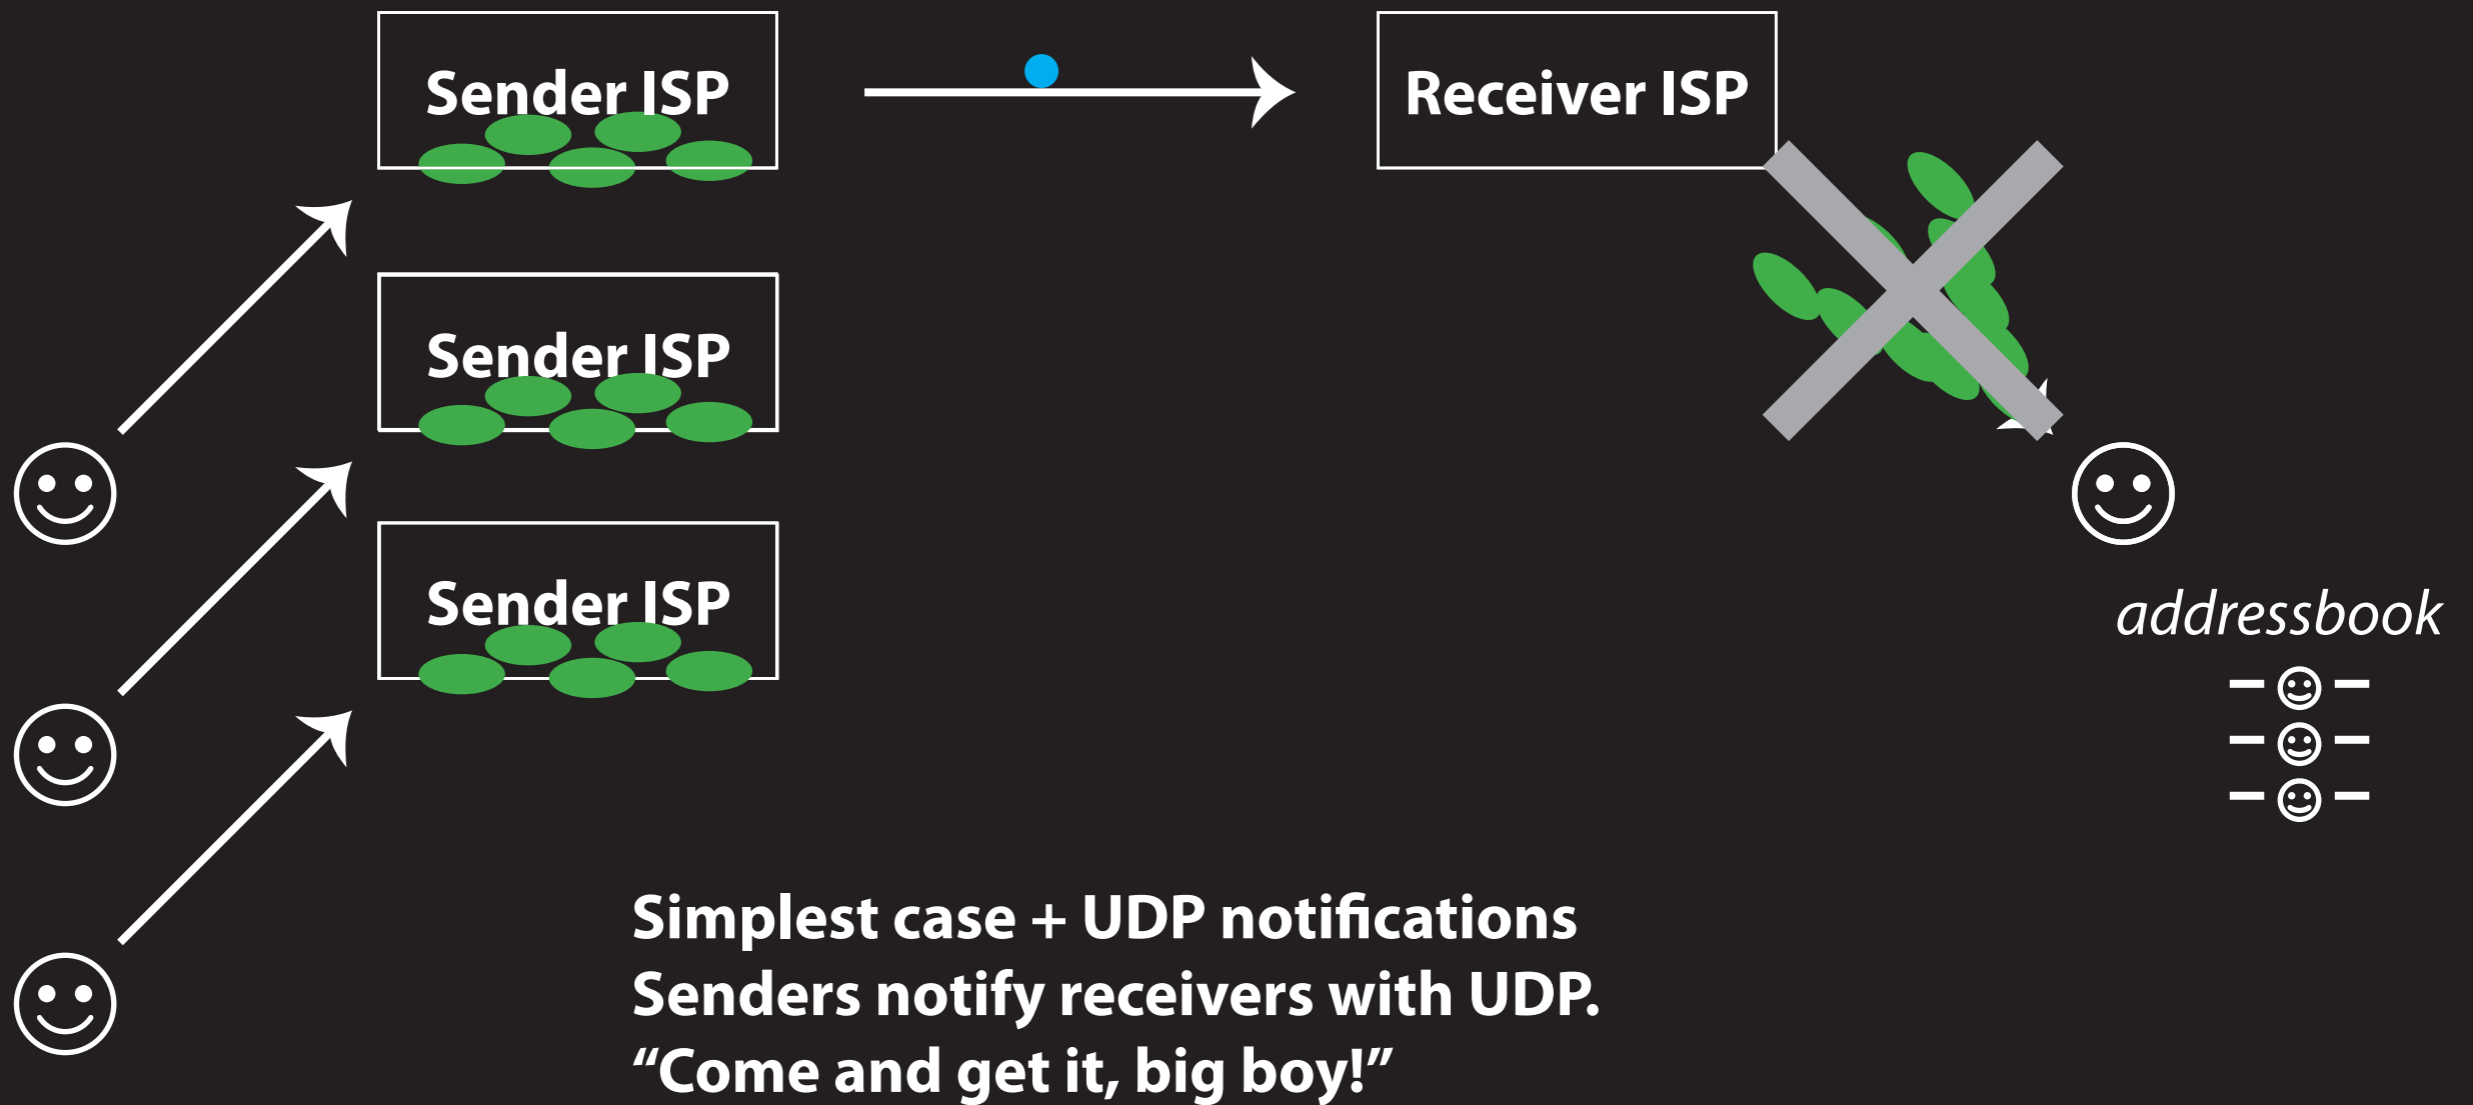 Sender ISP
Receiver ISP
Sender ISP
Sender ISP
addressbook
Simplest case + UDP notifications
Senders notify receivers with UDP.
“Come and get it, big boy!”